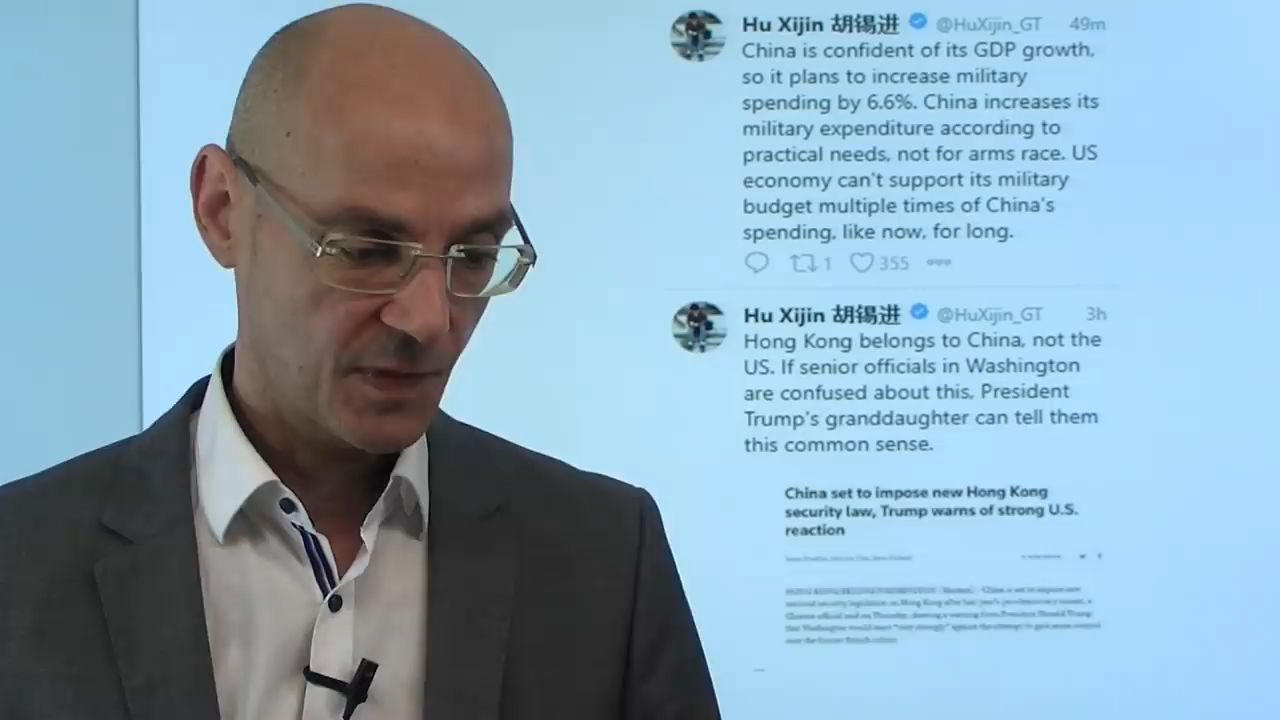 Hu Xijin 胡锡进 @HuXijin_GT 49m
China is confident of its GDP growth,
so it plans to increase military
spending by 6.6%. China increases its
military expenditure according to
practical needs, not for arms race. US
economy can't support its military
budget multiple times of China's
spending, like now, for long.
1 355
Hu Xijin 胡锡进 @HuXijin_GT 3h
Hong Kong belongs to China, not the
US. If senior officials in Washington
are confused about this, President
Trump's granddaughter can tell them
this common sense.
China set to impose new Hong Kong
security law, Trump warns of strong U.S.
reaction